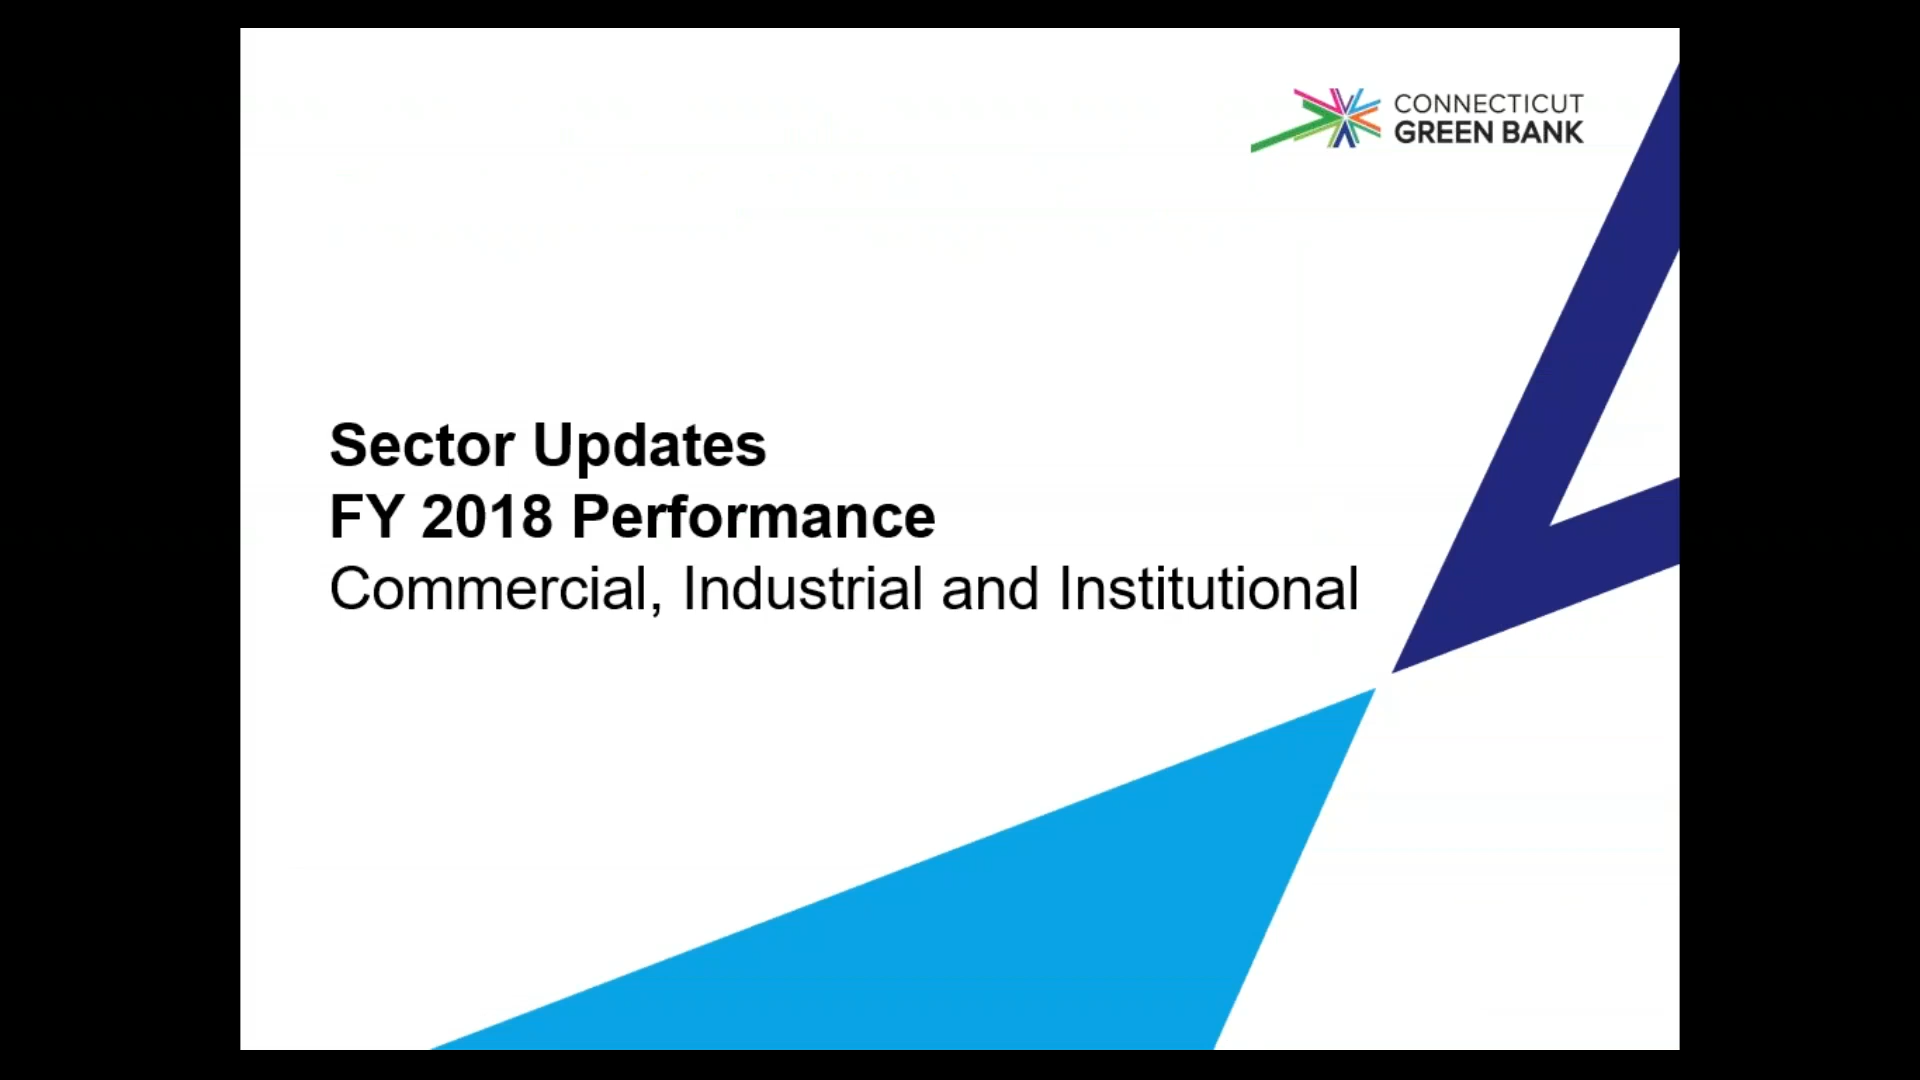 CONNECTICUT
GREEN BANK
Sector Updates
FY 2018 Performance
Commercial, Industrial and Institutional